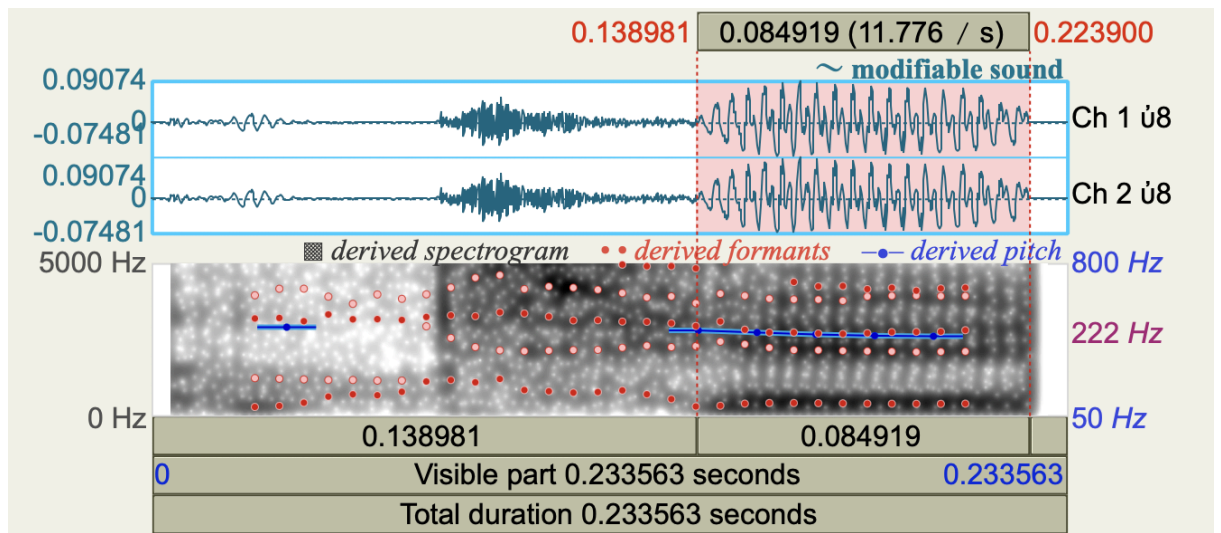 0.138981 0.084919 (11.776 / s) 0.223900
~ modifiable sound
0.09074
0
-0.07481
Ch 1 u̇8
0.09074
0
-0.07481
Ch 2 u̇8
derived spectrogram derived formants derived pitch
5000 Hz 800 Hz
222 Hz
0 Hz 50 Hz
0.138981 0.084919
0 Visible part 0.233563 seconds 0.233563
Total duration 0.233563 seconds